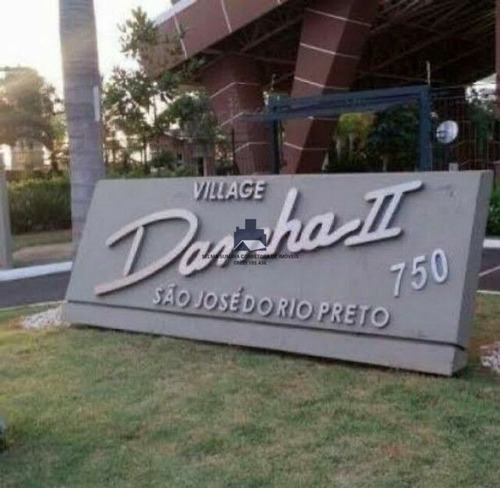 VILLAGE
Damha II
750
SÃO JOSÉ DO RIO PRETO